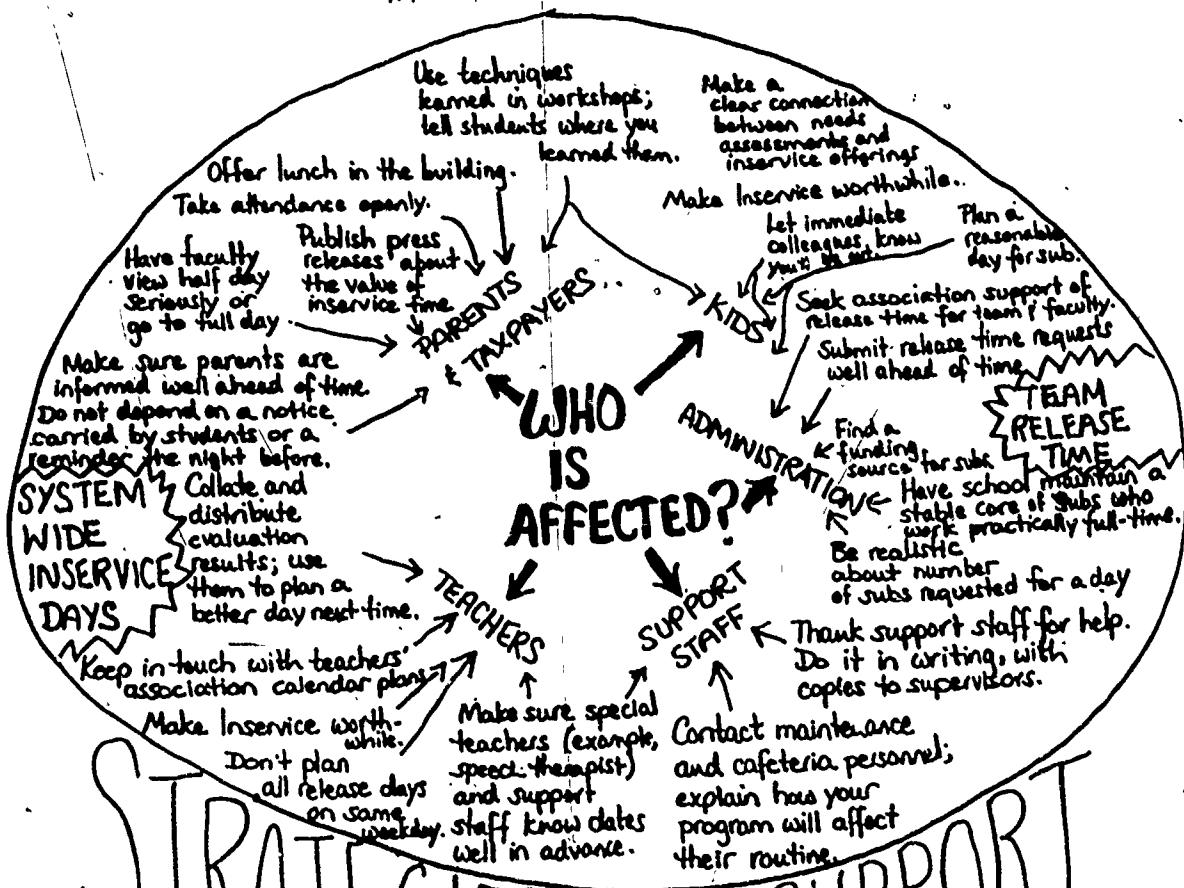 Use techniques
learned in workshops;
tell students where you
learned them.
Make a
clear connection
between needs
assessments and
inservice offerings
Offer lunch in the building.
Take attendance openly.
Make Inservice worthwhile.
Have faculty
view half day
seriously or
go to full day
Publish press
releases about
the value of
inservice time
Let immediate
colleagues know
Plan a
reasonable
day for sub.
PARENTS
& TAXPAYERS
KIDS
Seek association support of
release time for team & faculty.
Submit release time requests
well ahead of time
Make sure parents are
informed well ahead of time.
Do not depend on a notice
carried by students or a
reminder the night before.
WHO
IS
AFFECTED?
ADMINISTRATION
TEAM
RELEASE
TIME
Find a
funding
source for subs
Have school maintain a
stable core of subs who
work practically full-time.
Be realistic
about number
of subs requested for a day
SYSTEM
WIDE
INSERVICE
DAYS
Collate and
distribute
evaluation
results; use
them to plan a
better day next time.
TEACHERS
SUPPORT
STAFF
Thank support staff for help.
Do it in writing, with
copies to supervisors.
Keep in touch with teachers'
association calendar plans
Make Inservice worth-
while.
Don't plan
all release days
on same
weekday.
Make sure special
teachers (example,
speech therapist)
and support
staff know dates
well in advance.
Contact maintenance
and cafeteria personnel;
explain how your
program will affect
their routine.